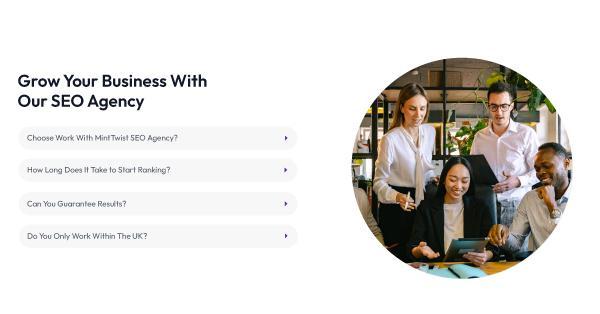 Grow Your Business With
Our SEO Agency
Choose Work With MintTwist SEO Agency?
How Long Does It Take to Start Ranking?
Can You Guarantee Results?
Do You Only Work Within The UK?